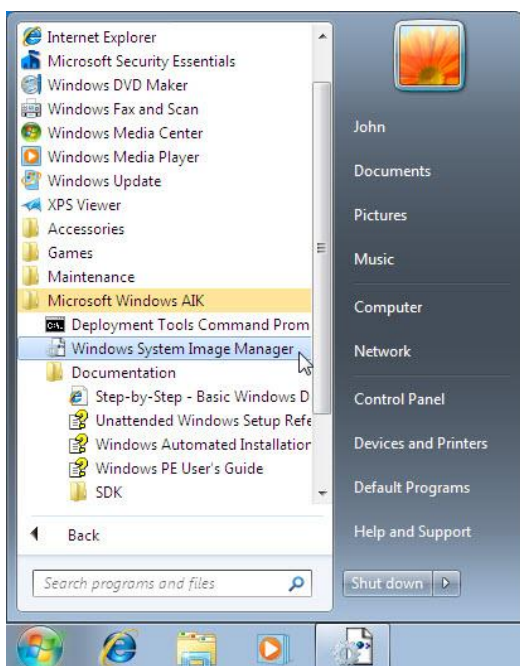 Internet Explorer
Microsoft Security Essentials
Windows DVD Maker
Windows Fax and Scan
Windows Media Center
Windows Media Player
Windows Update
XPS Viewer
Accessories
Games
Maintenance
Microsoft Windows AIK
Deployment Tools Command Prom
Windows System Image Manager
Documentation
Step-by-Step - Basic Windows D
Unattended Windows Setup Refe
Windows Automated Installation
Windows PE User's Guide
SDK
Back
Search programs and files
John
Documents
Pictures
Music
Computer
Network
Control Panel
Devices and Printers
Default Programs
Help and Support
Shut down